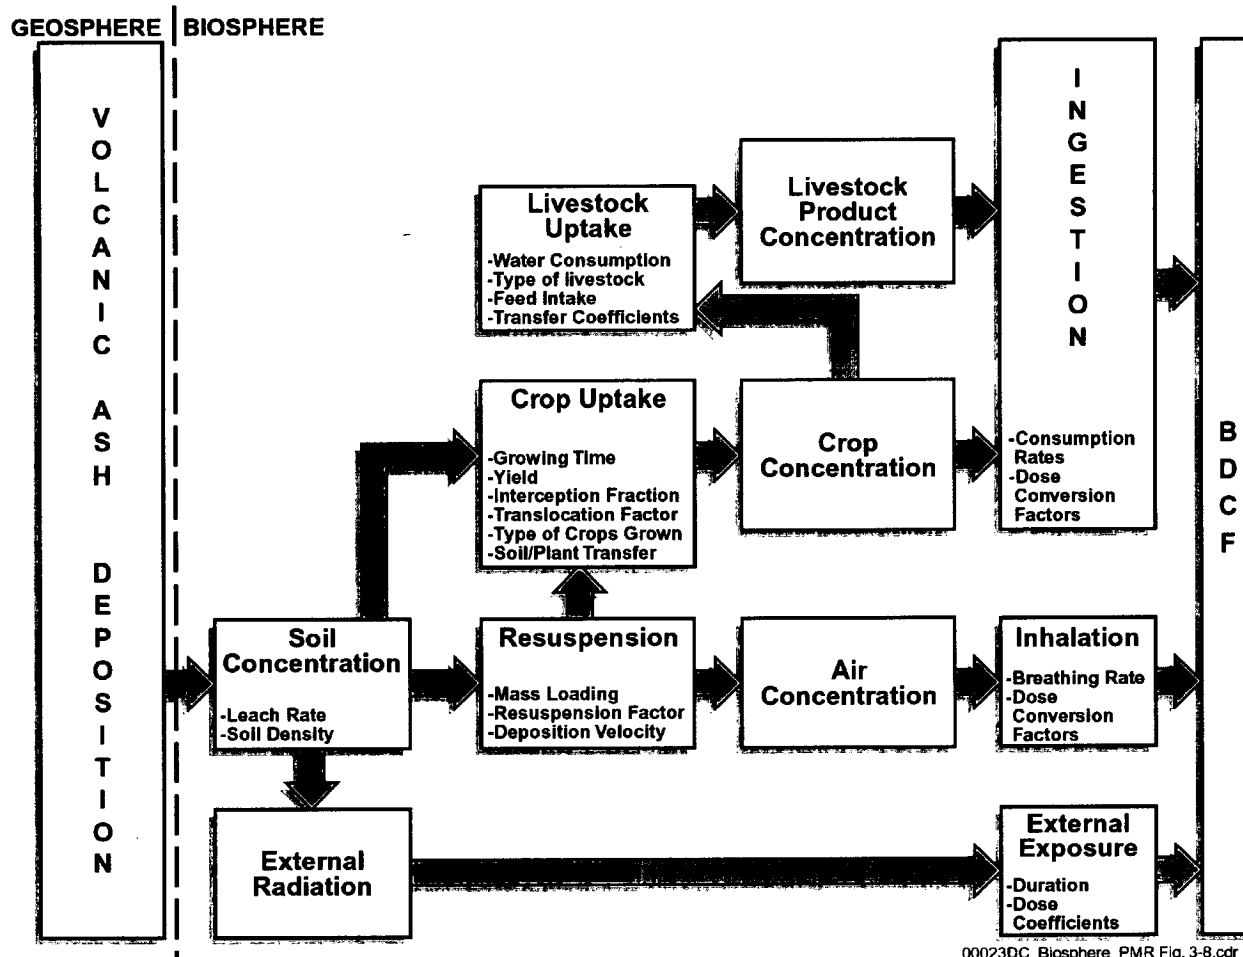 GEOSPHERE
BIOSPHERE
VOLCANIC ASH DEPOSITION
Soil
Concentration
-Leach Rate
-Soil Density
External
Radiation
Livestock
Uptake
-Water Consumption
-Type of livestock
-Feed Intake
-Transfer Coefficients
Crop Uptake
-Growing Time
-Yield
-Interception Fraction
-Translocation Factor
-Type of Crops Grown
-Soil/Plant Transfer
Resuspension
-Mass Loading
-Resuspension Factor
-Deposition Velocity
Livestock
Product
Concentration
Crop
Concentration
Air
Concentration
INGESTION
-Consumption
Rates
-Dose
Conversion
Factors
Inhalation
-Breathing Rate
-Dose
Conversion
Factors
External
Exposure
-Duration
-Dose
Coefficients
BDCF
00023DC_Biosphere_PMR Fig. 3-8.cdr